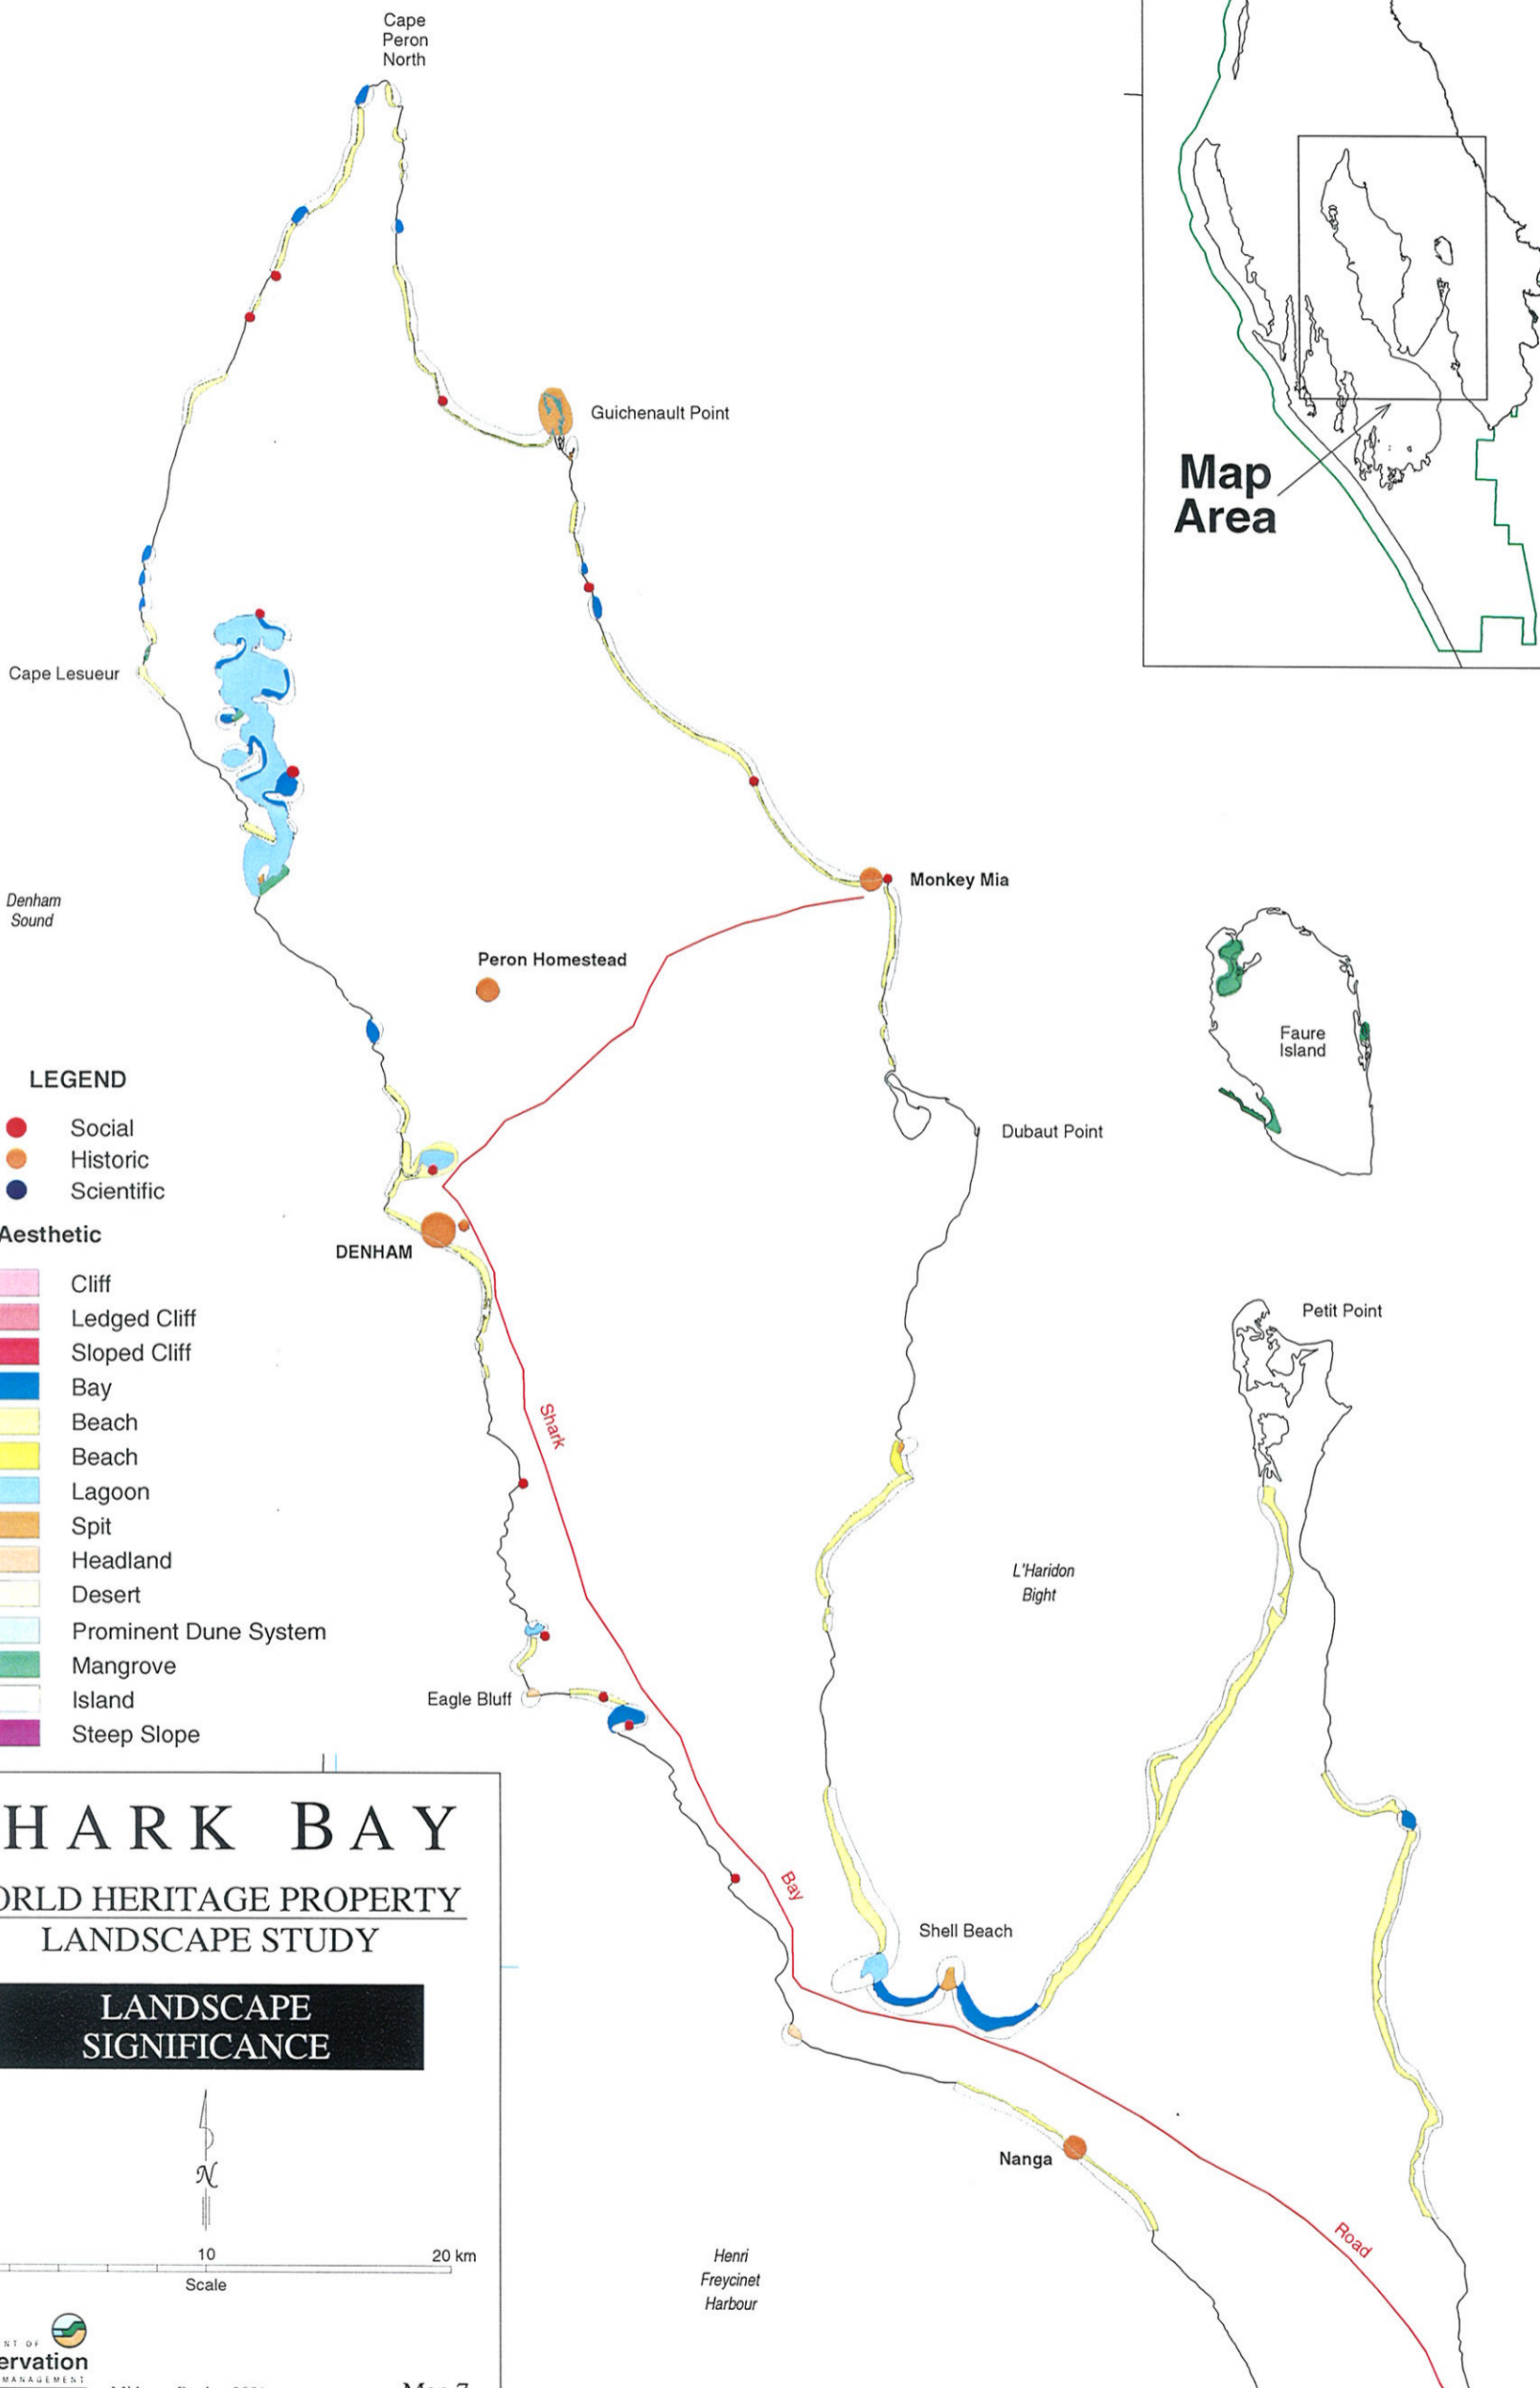 Cape
Peron
North
Guichenault Point
Map
Area
Cape Lesueur
Monkey Mia
Denham
Sound
Peron Homestead
Faure
Island
LEGEND
Social
Historic
Scientific
Dubaut Point
Aesthetic
DENHAM
Cliff
Ledged Cliff
Sloped Cliff
Bay
Beach
Beach
Lagoon
Spit
Headland
Desert
Prominent Dune System
Mangrove
Island
Steep Slope
Petit Point
Shark
L'Haridon
Bight
Eagle Bluff
Bay
Shell Beach
HARK BAY
ORLD HERITAGE PROPERTY
LANDSCAPE STUDY
LANDSCAPE
SIGNIFICANCE
N
Nanga
Road
10 20 km
Scale
Henri
Freycinet
Harbour
NT OF
ervation
MANAGEMENT